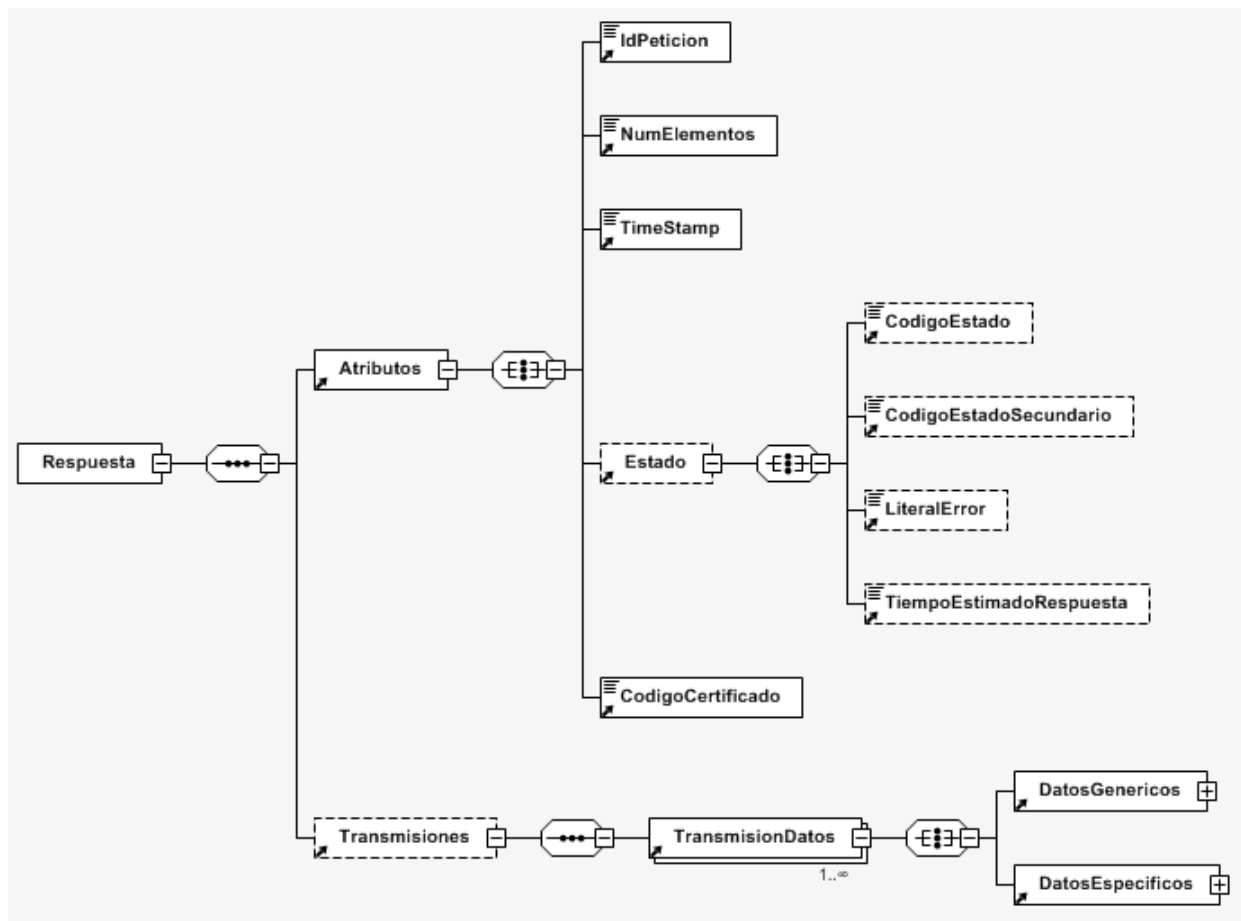 IdPeticion
NumElementos
TimeStamp
CodigoEstado
Atributos
CodigoEstadoSecundario
Respuesta
Estado
LiteralError
TiempoEstimadoRespuesta
CodigoCertificado
DatosGenericos
Transmisiones
TransmisionDatos
1..∞
DatosEspecificos